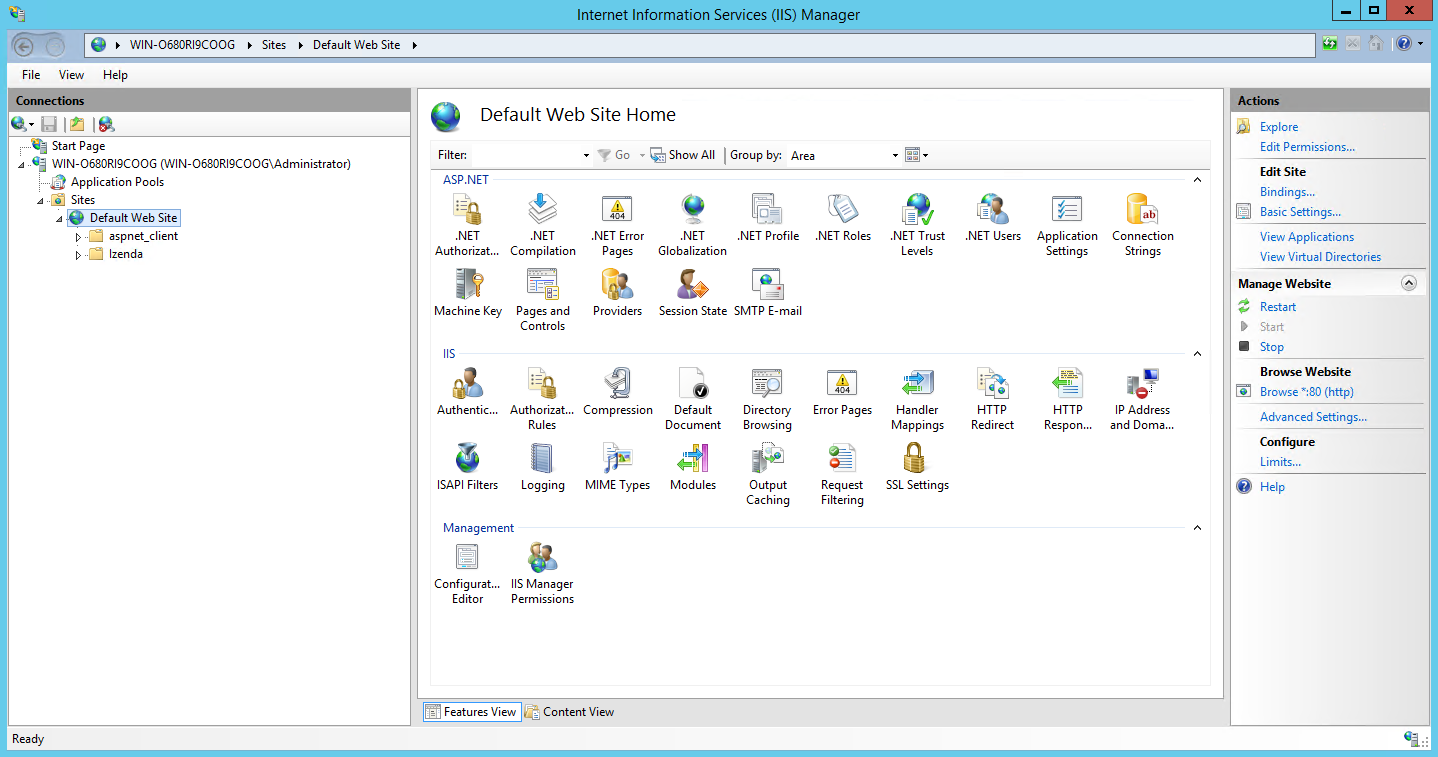 Internet Information Services (IIS) Manager
WIN-O680RI9COOG Sites Default Web Site
File View Help
Connections
Start Page
WIN-O680RI9COOG (WIN-O680RI9COOG\Administrator)
Application Pools
Sites
Default Web Site
aspnet_client
Izenda
Default Web Site Home
Filter: Go Show All Group by: Area
ASP.NET
.NET Authorizat...
.NET Compilation
.NET Error Pages
404
.NET Globalization
.NET Profile
.NET Roles
.NET Trust Levels
.NET Users
Application Settings
ab
Connection Strings
Machine Key
Pages and Controls
Providers
Session State
SMTP E-mail
IIS
Authentic...
Authorizat... Rules
Compression
Default Document
Directory Browsing
404
Error Pages
Handler Mappings
HTTP Redirect
HTTP Respon...
IP Address and Doma...
ISAPI Filters
Logging
MIME Types
Modules
Output Caching
Request Filtering
SSL Settings
Management
Configurat... Editor
IIS Manager Permissions
Features View
Content View
Actions
Explore
Edit Permissions...
Edit Site
Bindings...
Basic Settings...
View Applications
View Virtual Directories
Manage Website
Restart
Start
Stop
Browse Website
Browse *:80 (http)
Advanced Settings...
Configure
Limits...
Help
Ready